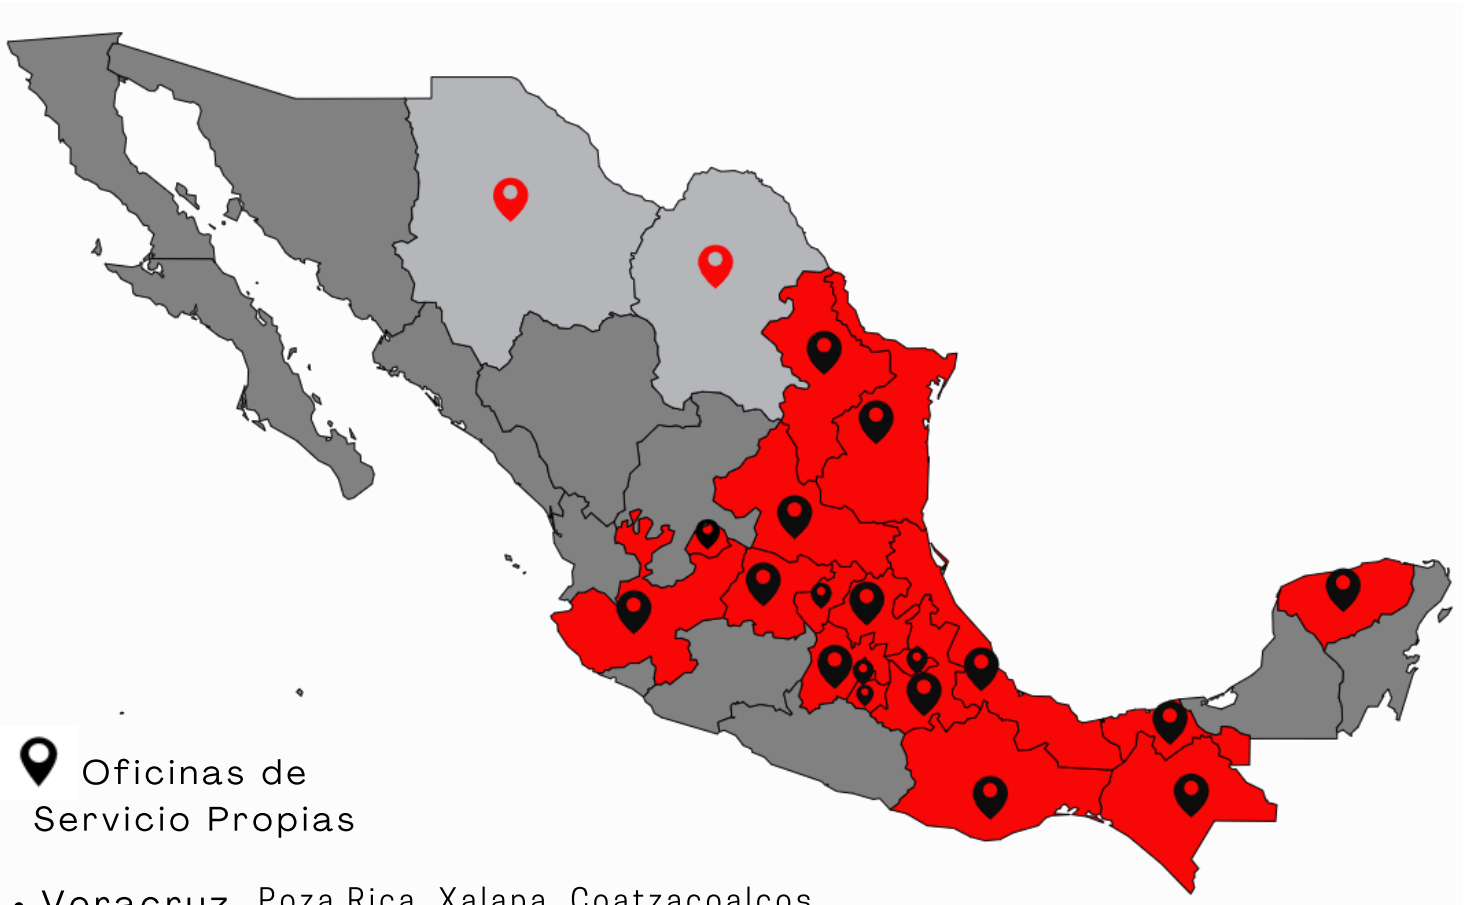 Oficinas de
Servicio Propias
• Veracruz Poza Rica, Xalapa, Coatzacoalcos